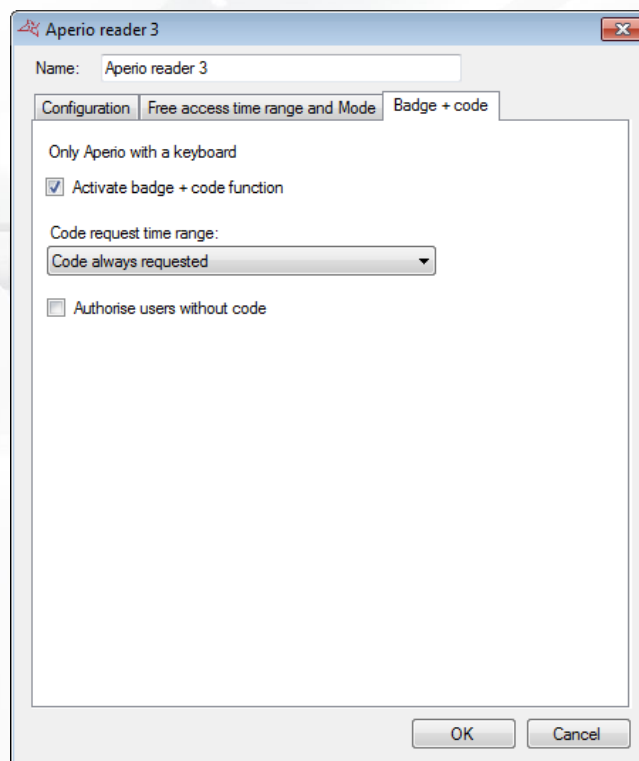 Aperio reader 3
Name: Aperio reader 3
Configuration Free access time range and Mode Badge + code
Only Aperio with a keyboard
Activate badge + code function
Code request time range:
Code always requested
Authorise users without code
OK Cancel